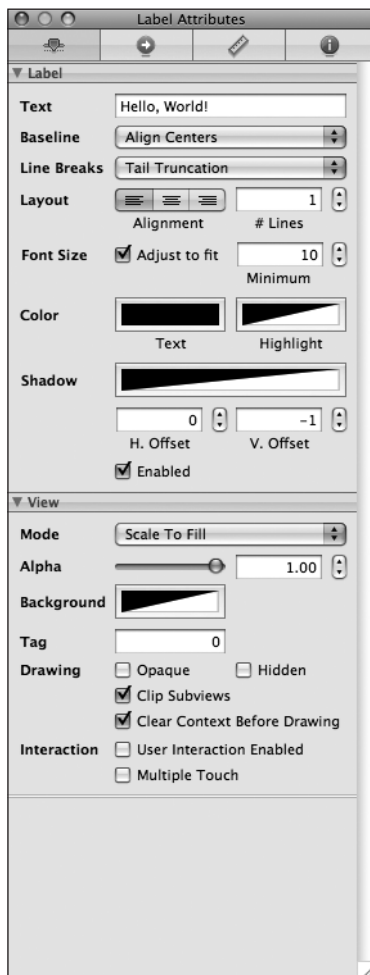 Label Attributes
Label
Text Hello, World!
Baseline Align Centers
Line Breaks Tail Truncation
Layout 1
Alignment # Lines
Font Size Adjust to fit 10
Minimum
Color
Text Highlight
Shadow
0 -1
H. Offset V. Offset
Enabled
View
Mode Scale To Fill
Alpha 1.00
Background
Tag 0
Drawing Opaque Hidden
Clip Subviews
Clear Context Before Drawing
Interaction User Interaction Enabled
Multiple Touch